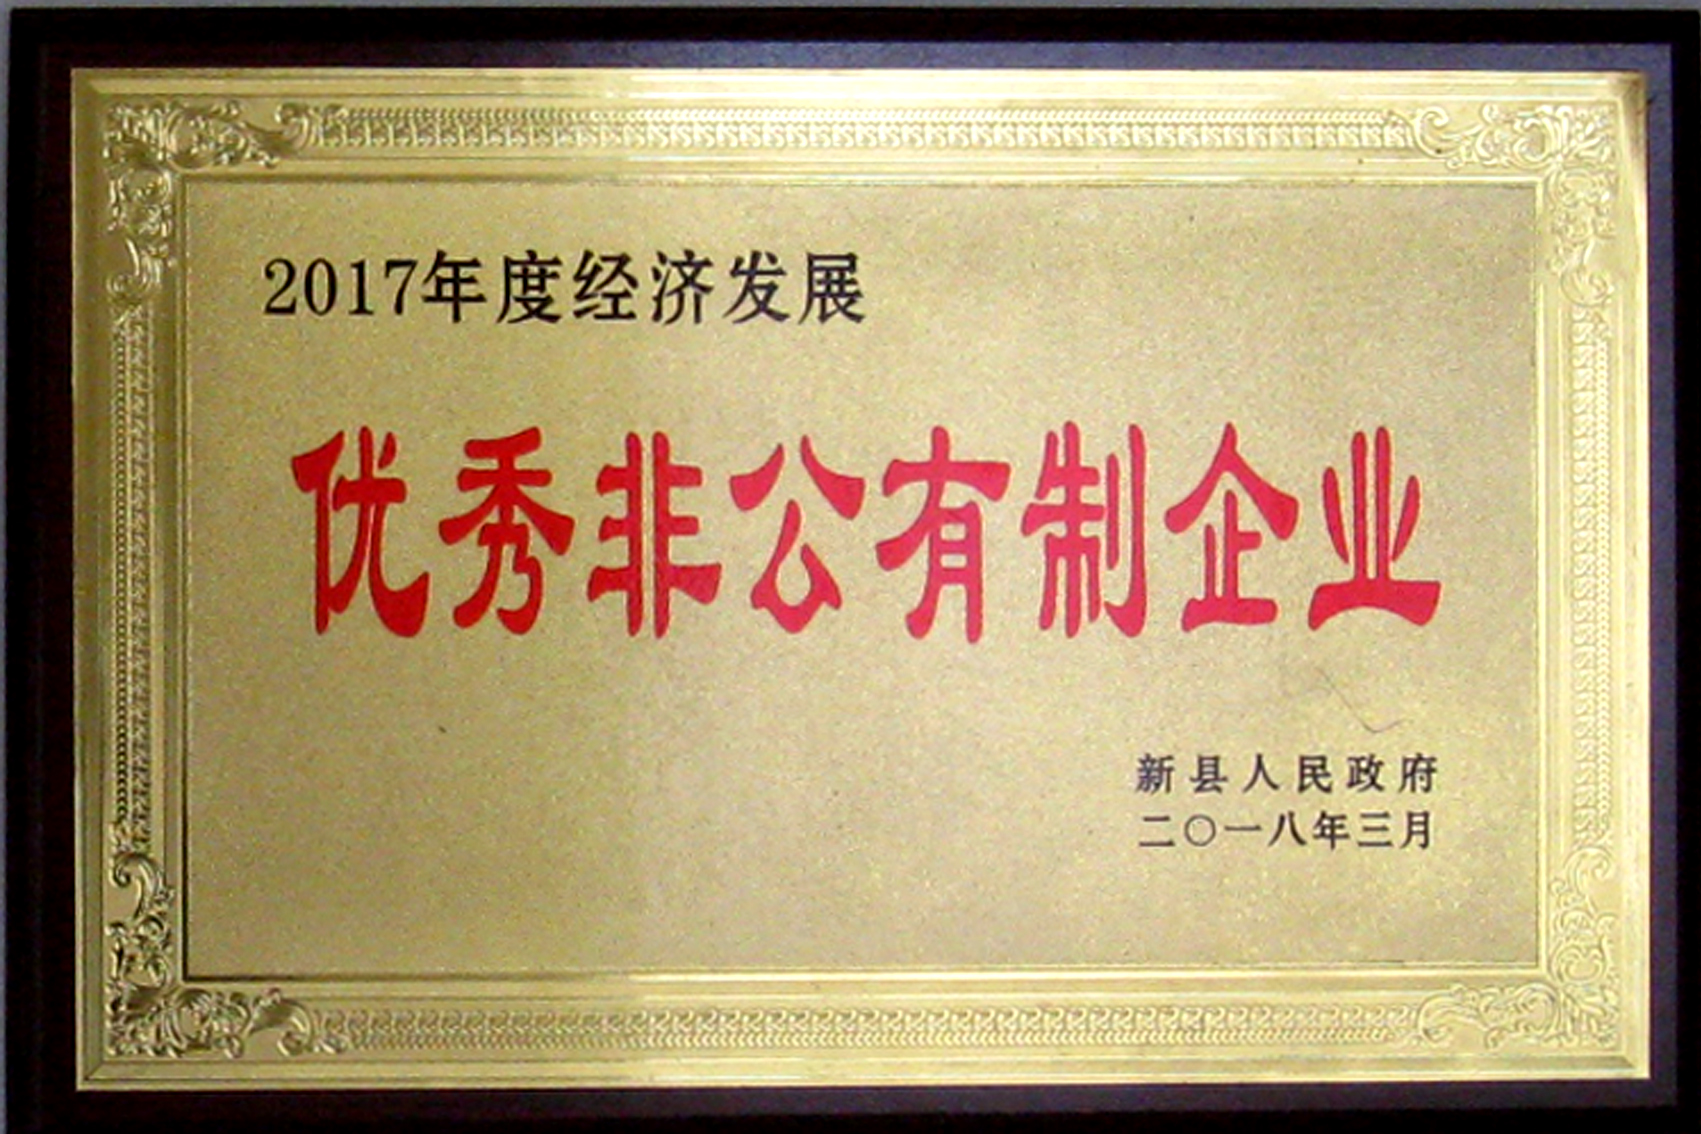 2017年度经济发展
优秀非公有制企业
新县人民政府
二〇一八年三月